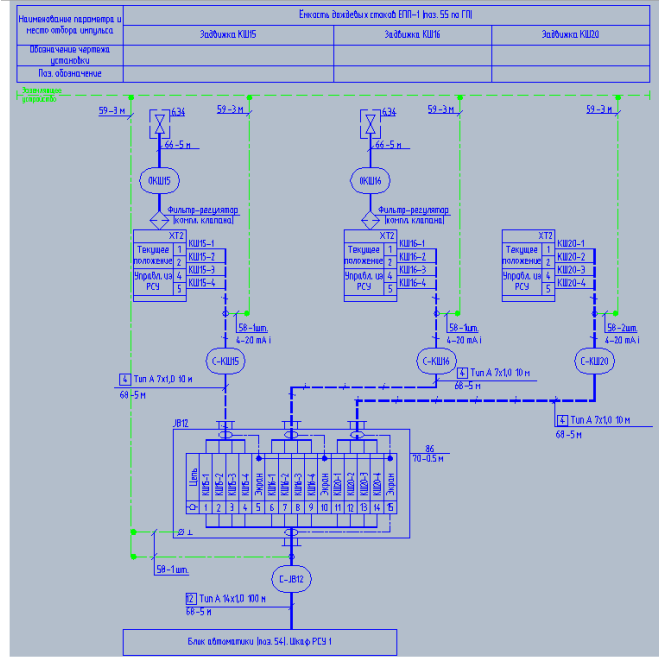 Наименование параметра и
место отбора импульса
Емкость дождевых стоков ЕПП-1 (поз. 55 по ГП)
Задвижка КШ15
Задвижка КШ16
Задвижка КШ20
Обозначение чертежа
установки
Поз. обозначение
59-3 м
6.34
59-3 м
6.34
59-3 м
59-3 м
66-5 м
66-5 м
0КШ15
0КШ16
Фильтр-регулятор
(компл. клапана)
Фильтр-регулятор
(компл. клапана)
XT2
Текущее
положение
Управл. из
РСУ
1
2
4
5
КШ15-1
КШ15-2
КШ15-3
КШ15-4
XT2
Текущее
положение
Управл. из
РСУ
1
2
4
5
КШ16-1
КШ16-2
КШ16-3
КШ16-4
XT2
Текущее
положение
Управл. из
РСУ
1
2
4
5
КШ20-1
КШ20-2
КШ20-3
КШ20-4
58-1шт.
4-20 mA i
58-1шт.
4-20 mA i
58-2шт.
4-20 mA i
С-КШ15
С-КШ16
С-КШ20
4 Тип А 7х1,0 10 м
68-5 м
4 Тип А 7х1,0 10 м
68-5 м
4 Тип А 7х1,0 10 м
68-5 м
JB12
86
70-0.5 м
Цепь
КШ15-1
КШ15-2
КШ15-3
КШ15-4
Экран
КШ16-1
КШ16-2
КШ16-3
КШ16-4
Экран
КШ20-1
КШ20-2
КШ20-3
КШ20-4
Экран
1 2 3 4 5 6 7 8 9 10 11 12 13 14 15
58-1шт.
C-JB12
12 Тип А 14х1,0 100 м
68-5 м
Блок автоматики (поз. 54). Шкаф РСУ 1